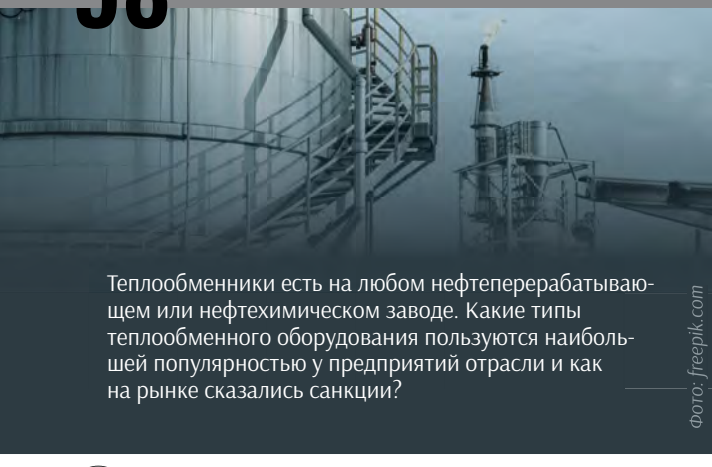 Теплообменники есть на любом нефтеперерабатываю-
щем или нефтехимическом заводе. Какие типы
теплообменного оборудования пользуются наиболь-
шей популярностью у предприятий отрасли и как
на рынке сказались санкции?
Фото: freepik.com